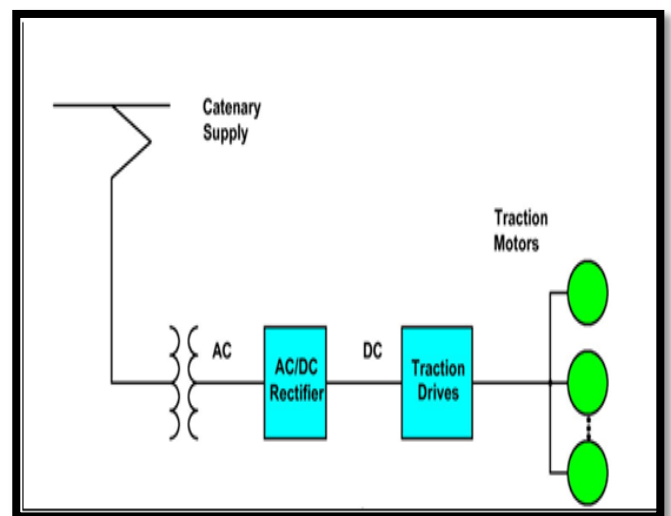 Catenary
Supply
Traction
Motors
AC
AC/DC
Rectifier
DC
Traction
Drives